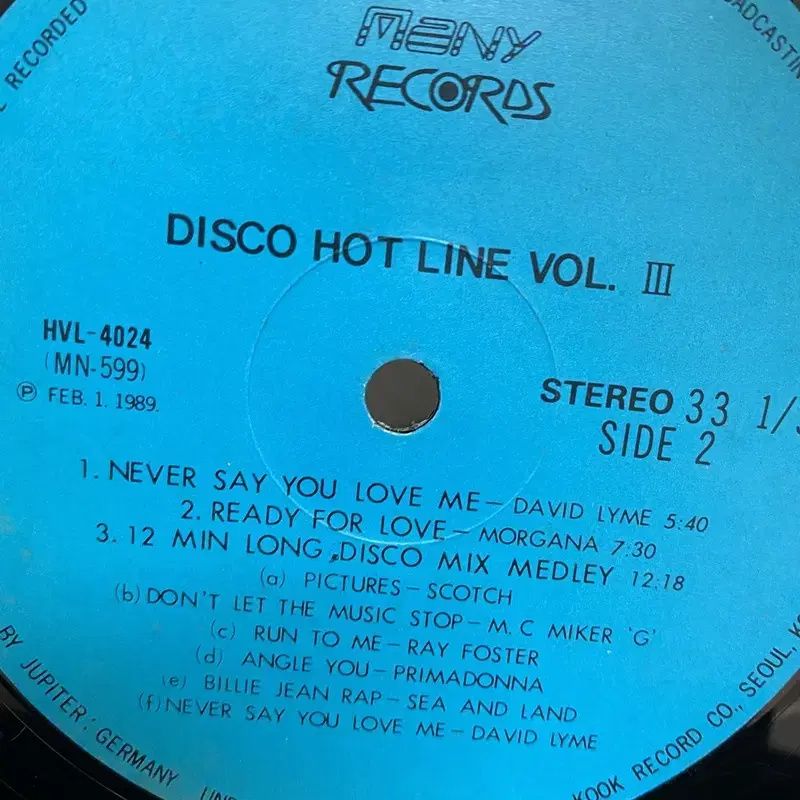 MANY
RECORDS
DISCO HOT LINE VOL. III
HVL-4024
(MN-599)
Ⓟ FEB. 1. 1989.
STEREO 33 1/
SIDE 2
1. NEVER SAY YOU LOVE ME – DAVID LYME 5:40
2. READY FOR LOVE – MORGANA 7:30
3. 12 MIN LONG, DISCO MIX MEDLEY 12:18
(a) PICTURES – SCOTCH
(b) DON'T LET THE MUSIC STOP – M. C MIKER 'G'
(c) RUN TO ME – RAY FOSTER
(d) ANGLE YOU – PRIMADONNA
(e) BILLIE JEAN RAP – SEA AND LAND
(f) NEVER SAY YOU LOVE ME – DAVID LYME
RECORDED
BY JUPITER, GERMANY
KOOK RECORD CO., SEOUL,